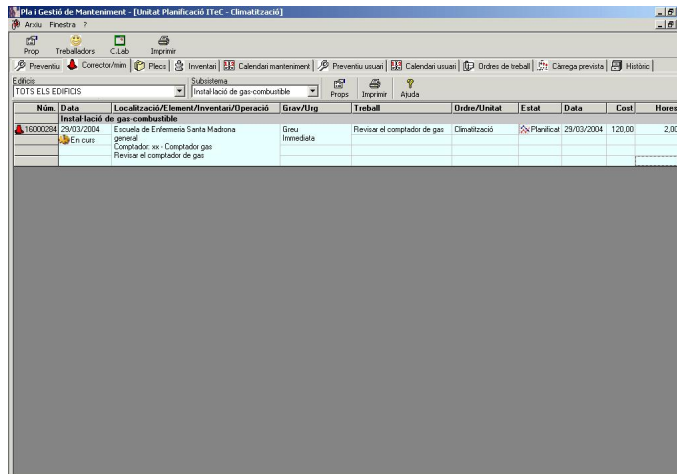 Pla i Gestió de Manteniment - [Unitat Planificació ITeC - Climatització]
Arxiu Finestra ?
Prop Treballadors C.Lab Imprimir
Preventiu Corrector/mim Plecs Inventari Calendari manteniment Preventiu usuari Calendari usuari Ordres de treball Càrrega prevista Històric
Edificis Subsistema
TOTS ELS EDIFICIS Instal·lació de gas-combustible Props Imprimir Ajuda
Núm. Data Localització/Element/Inventari/Operació Grav/Urg Treball Ordre/Unitat Estat Data Cost Hores
Instal·lació de gas-combustible
16000284 29/03/2004 Escuela de Enfermeria Santa Madrona Greu Revisar el comptador de gas Climatització Planificat 29/03/2004 120,00 2,00
En curs general Immediata
Comptador: xx - Comptador gas
Revisar el comptador de gas